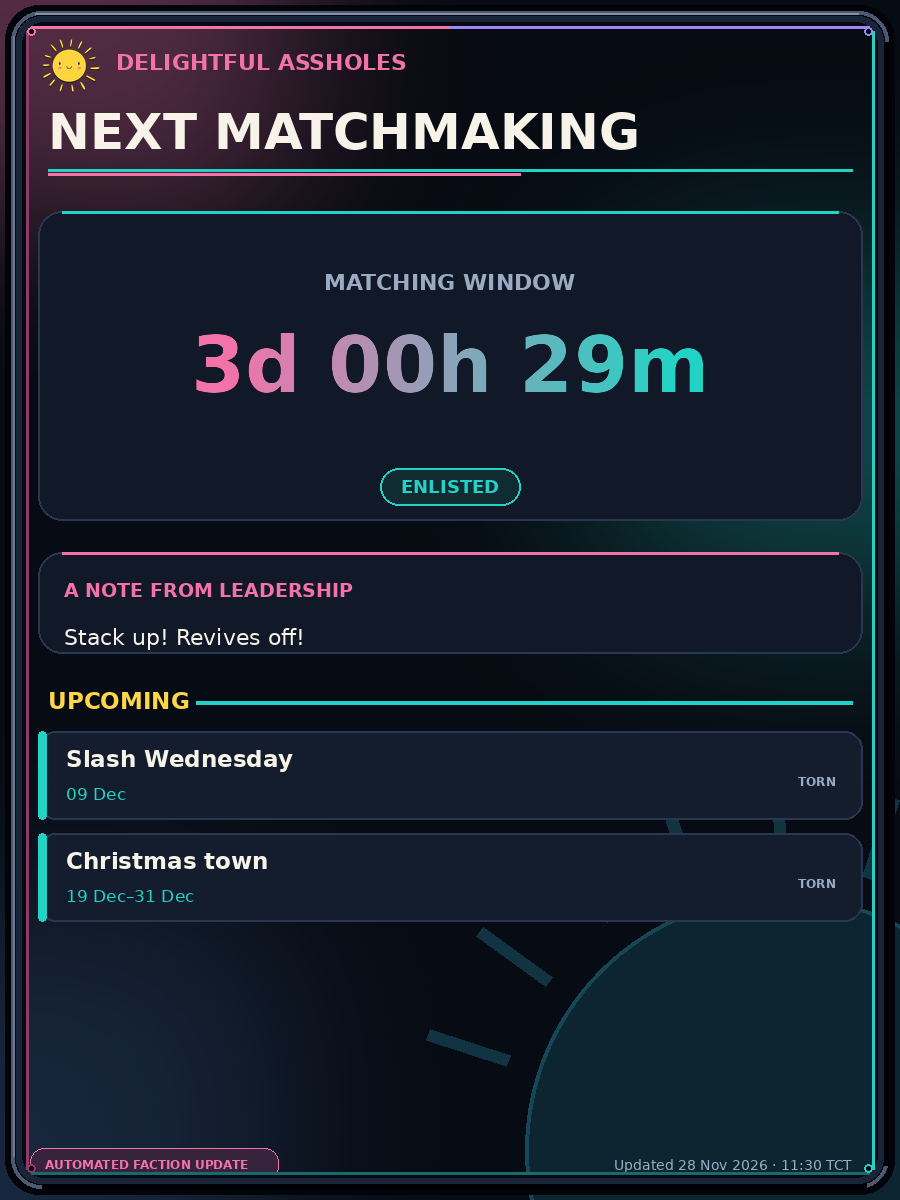 DELIGHTFUL ASSHOLES
NEXT MATCHMAKING
MATCHING WINDOW
3d 00h 29m
ENLISTED
A NOTE FROM LEADERSHIP
Stack up! Revives off!
UPCOMING
Slash Wednesday
09 Dec
TORN
Christmas town
19 Dec–31 Dec
TORN
AUTOMATED FACTION UPDATE
Updated 28 Nov 2026 · 11:30 TCT